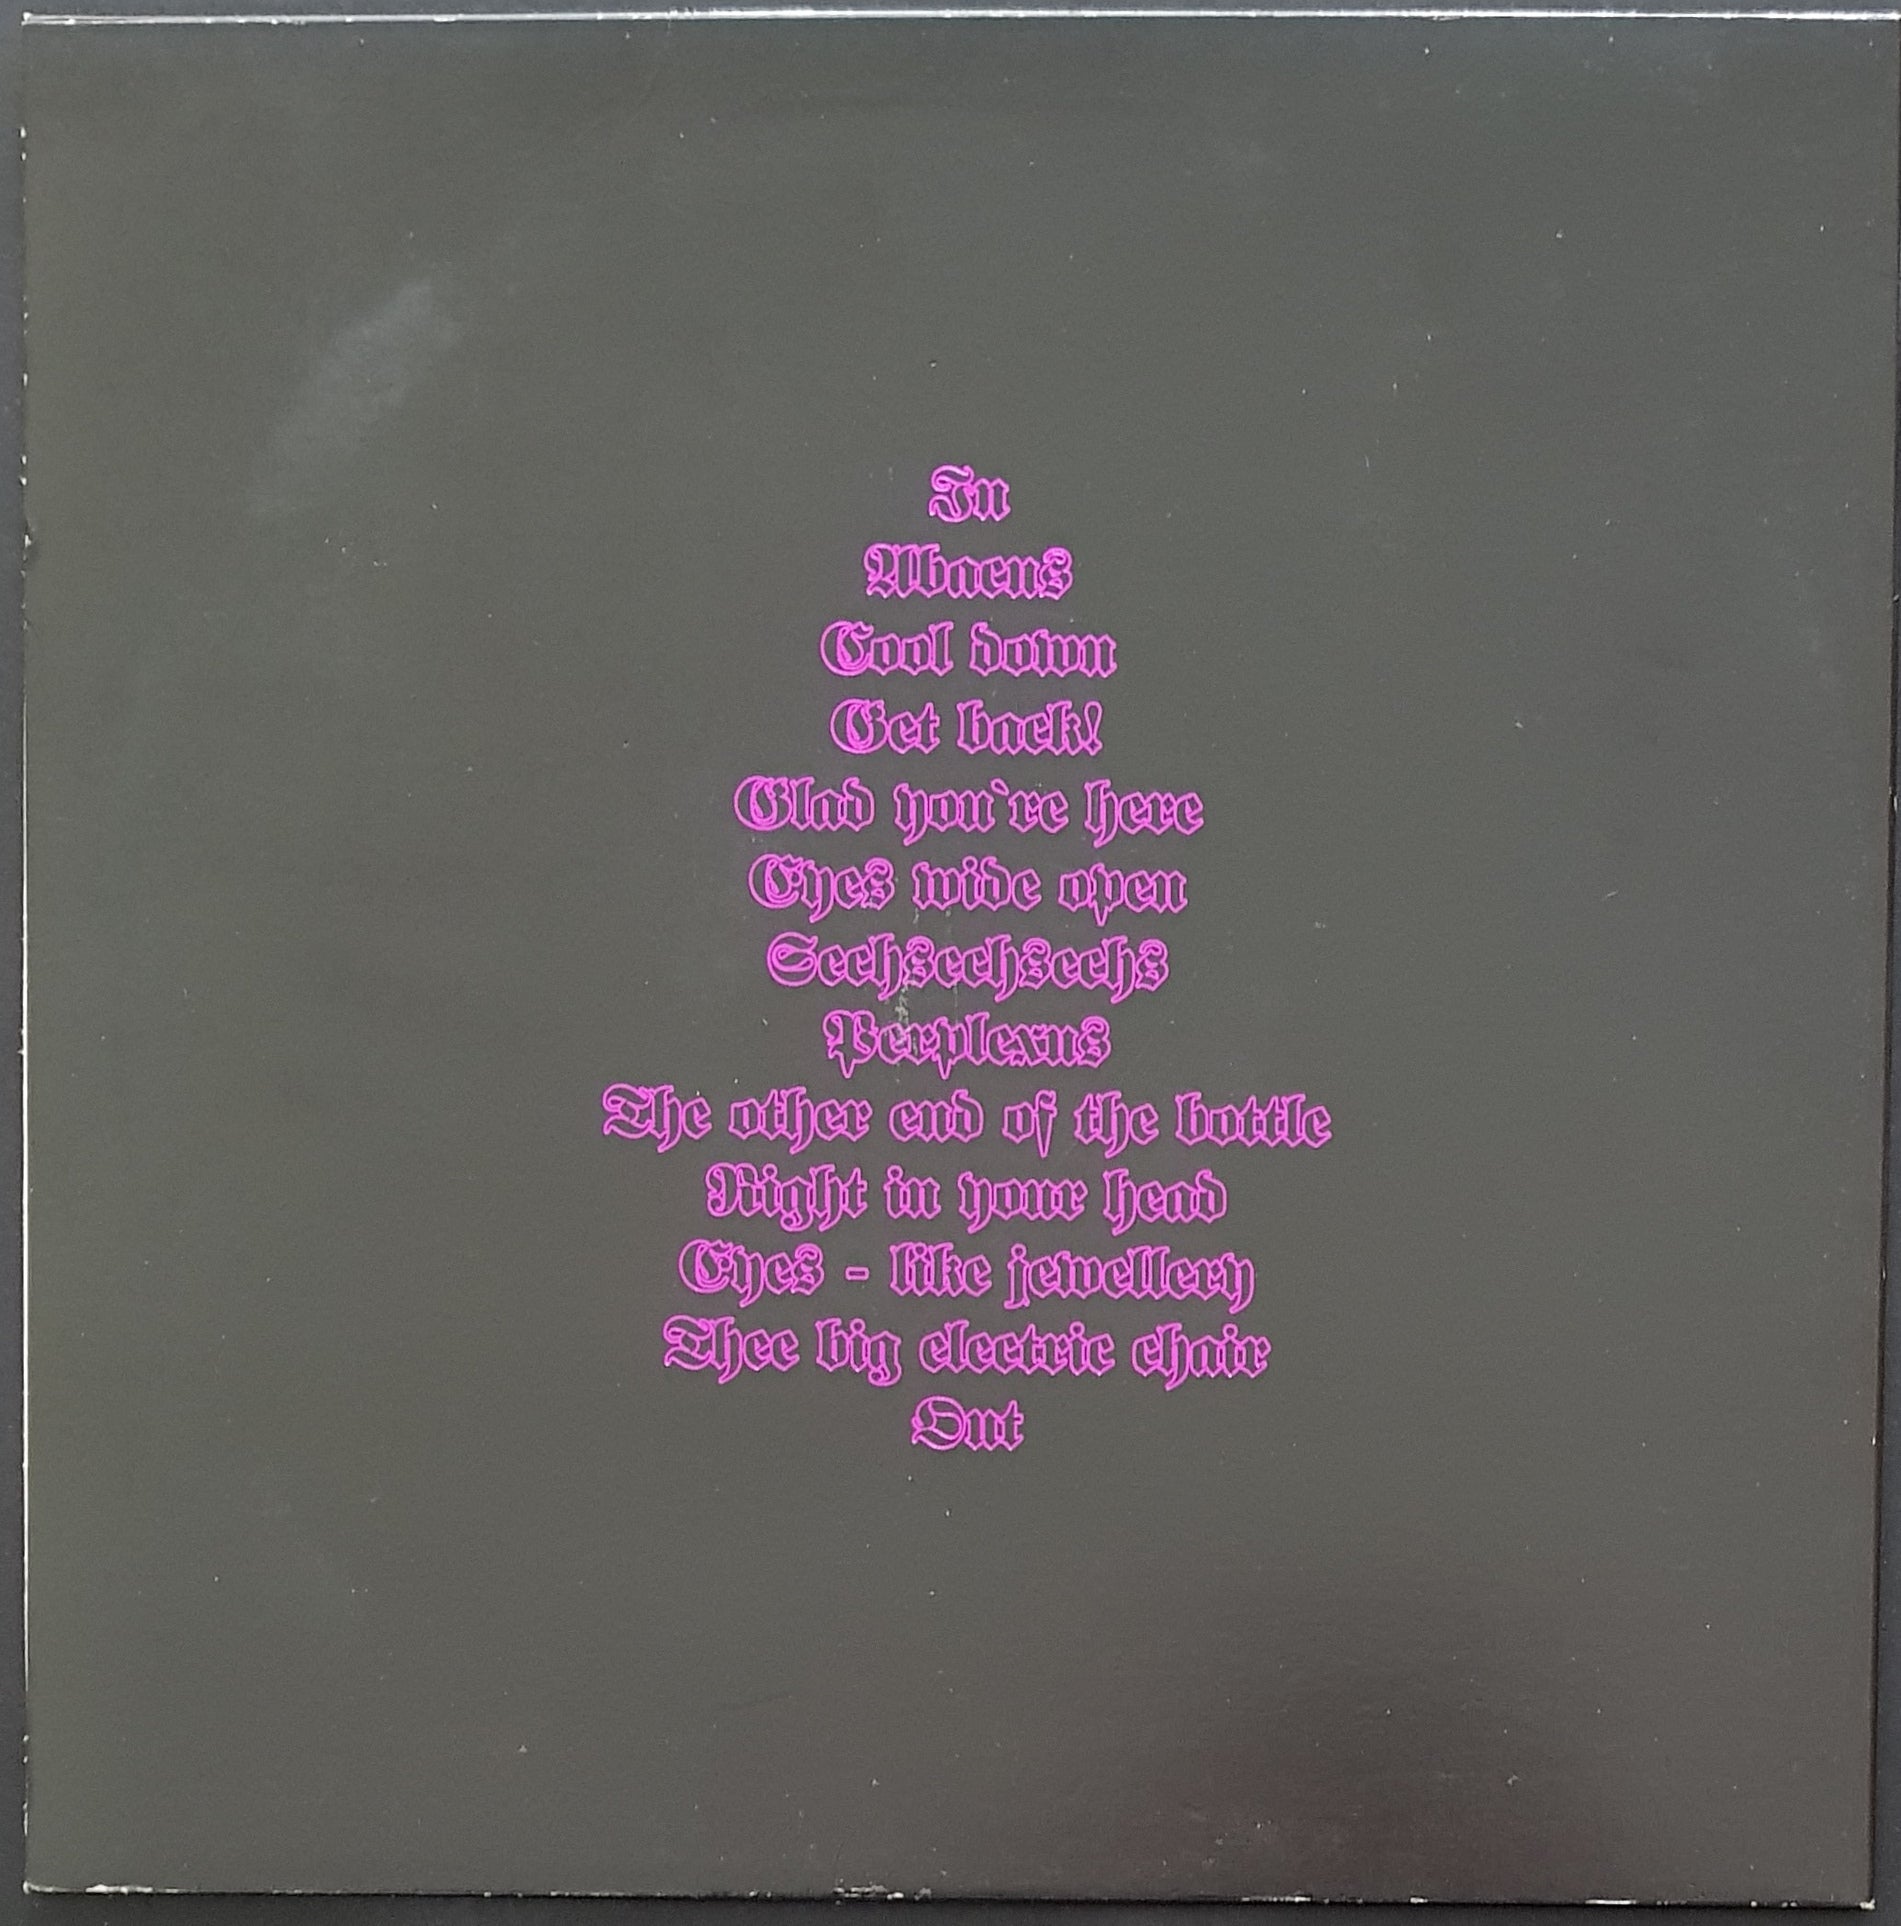 In
Abacus
Cool down
Get back!
Glad you`re here
Eyes wide open
Sechsechsechs
Perplexus
The other end of the bottle
Right in your head
Eyes - like jewellery
Thee big electric chair
Out